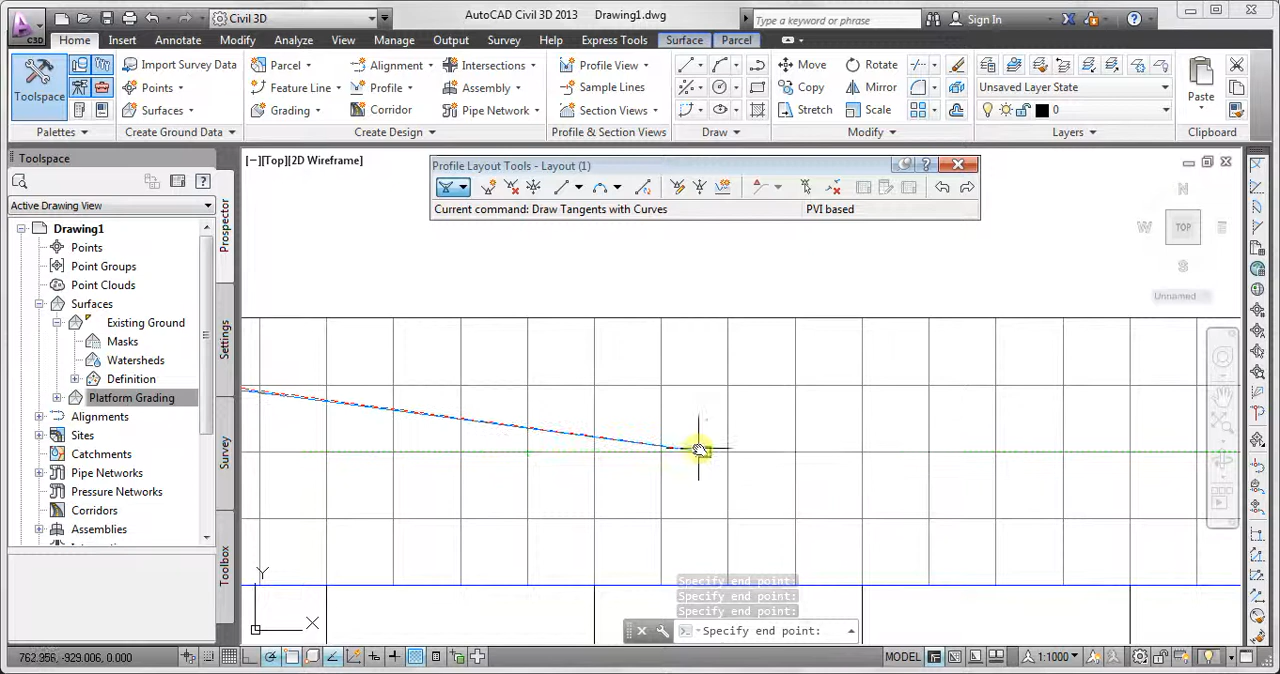 Civil 3D
AutoCAD Civil 3D 2013 Drawing1.dwg
Type a keyword or phrase
Sign In
Home Insert Annotate Modify Analyze View Manage Output Survey Help Express Tools Surface Parcel
Toolspace
Import Survey Data
Points
Surfaces
Parcel
Feature Line
Grading
Alignment
Profile
Corridor
Intersections
Assembly
Pipe Network
Profile View
Sample Lines
Section Views
Move
Copy
Stretch
Rotate
Mirror
Scale
Unsaved Layer State
0
Paste
Palettes
Create Ground Data
Create Design
Profile & Section Views
Draw
Modify
Layers
Clipboard
Toolspace
Active Drawing View
Drawing1
Points
Point Groups
Point Clouds
Surfaces
Existing Ground
Masks
Watersheds
Definition
Platform Grading
Alignments
Sites
Catchments
Pipe Networks
Pressure Networks
Corridors
Assemblies
Prospector
Settings
Survey
Toolbox
[−][Top][2D Wireframe]
Profile Layout Tools - Layout (1)
Current command: Draw Tangents with Curves
PVI based
N
W TOP E
S
Unnamed
Y
X
Specify end point:
Specify end point:
Specify end point:
Specify end point:
762.356, -929.006, 0.000
MODEL
1:1000